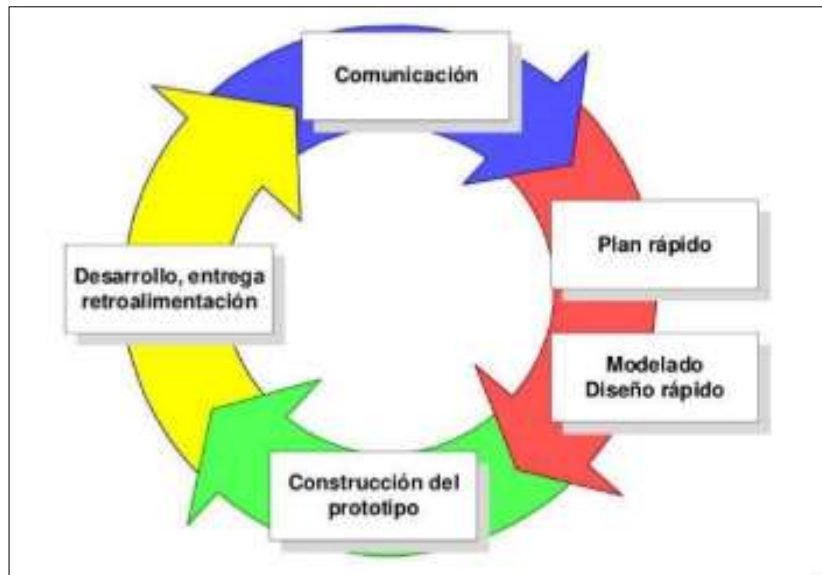 Comunicación
Plan rápido
Modelado
Diseño rápido
Construcción del
prototipo
Desarrollo, entrega
retroalimentación